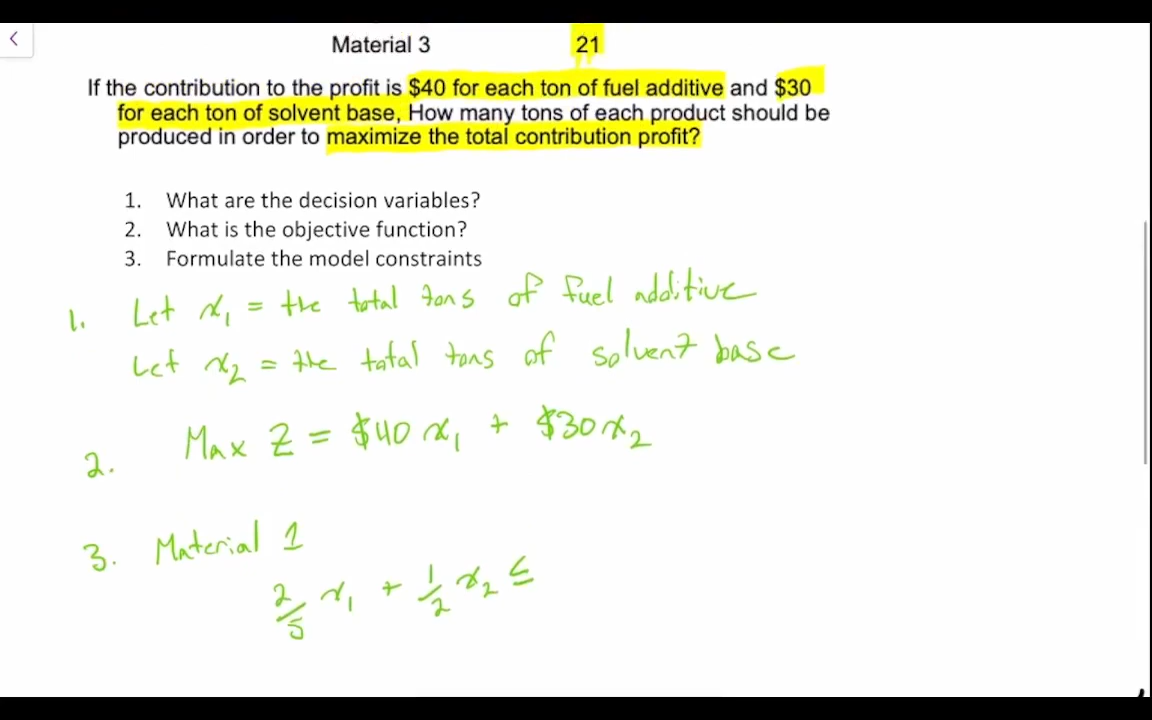 Material 3 21
If the contribution to the profit is $40 for each ton of fuel additive and $30
for each ton of solvent base, How many tons of each product should be
produced in order to maximize the total contribution profit?
1. What are the decision variables?
2. What is the objective function?
3. Formulate the model constraints
1. Let x₁ = the total tons of fuel additive
Let x₂ = the total tons of solvent base
2. Max Z = $40 x₁ + $30x₂
3. Material 1
2/5 x₁ + 1/2 x₂ ≤